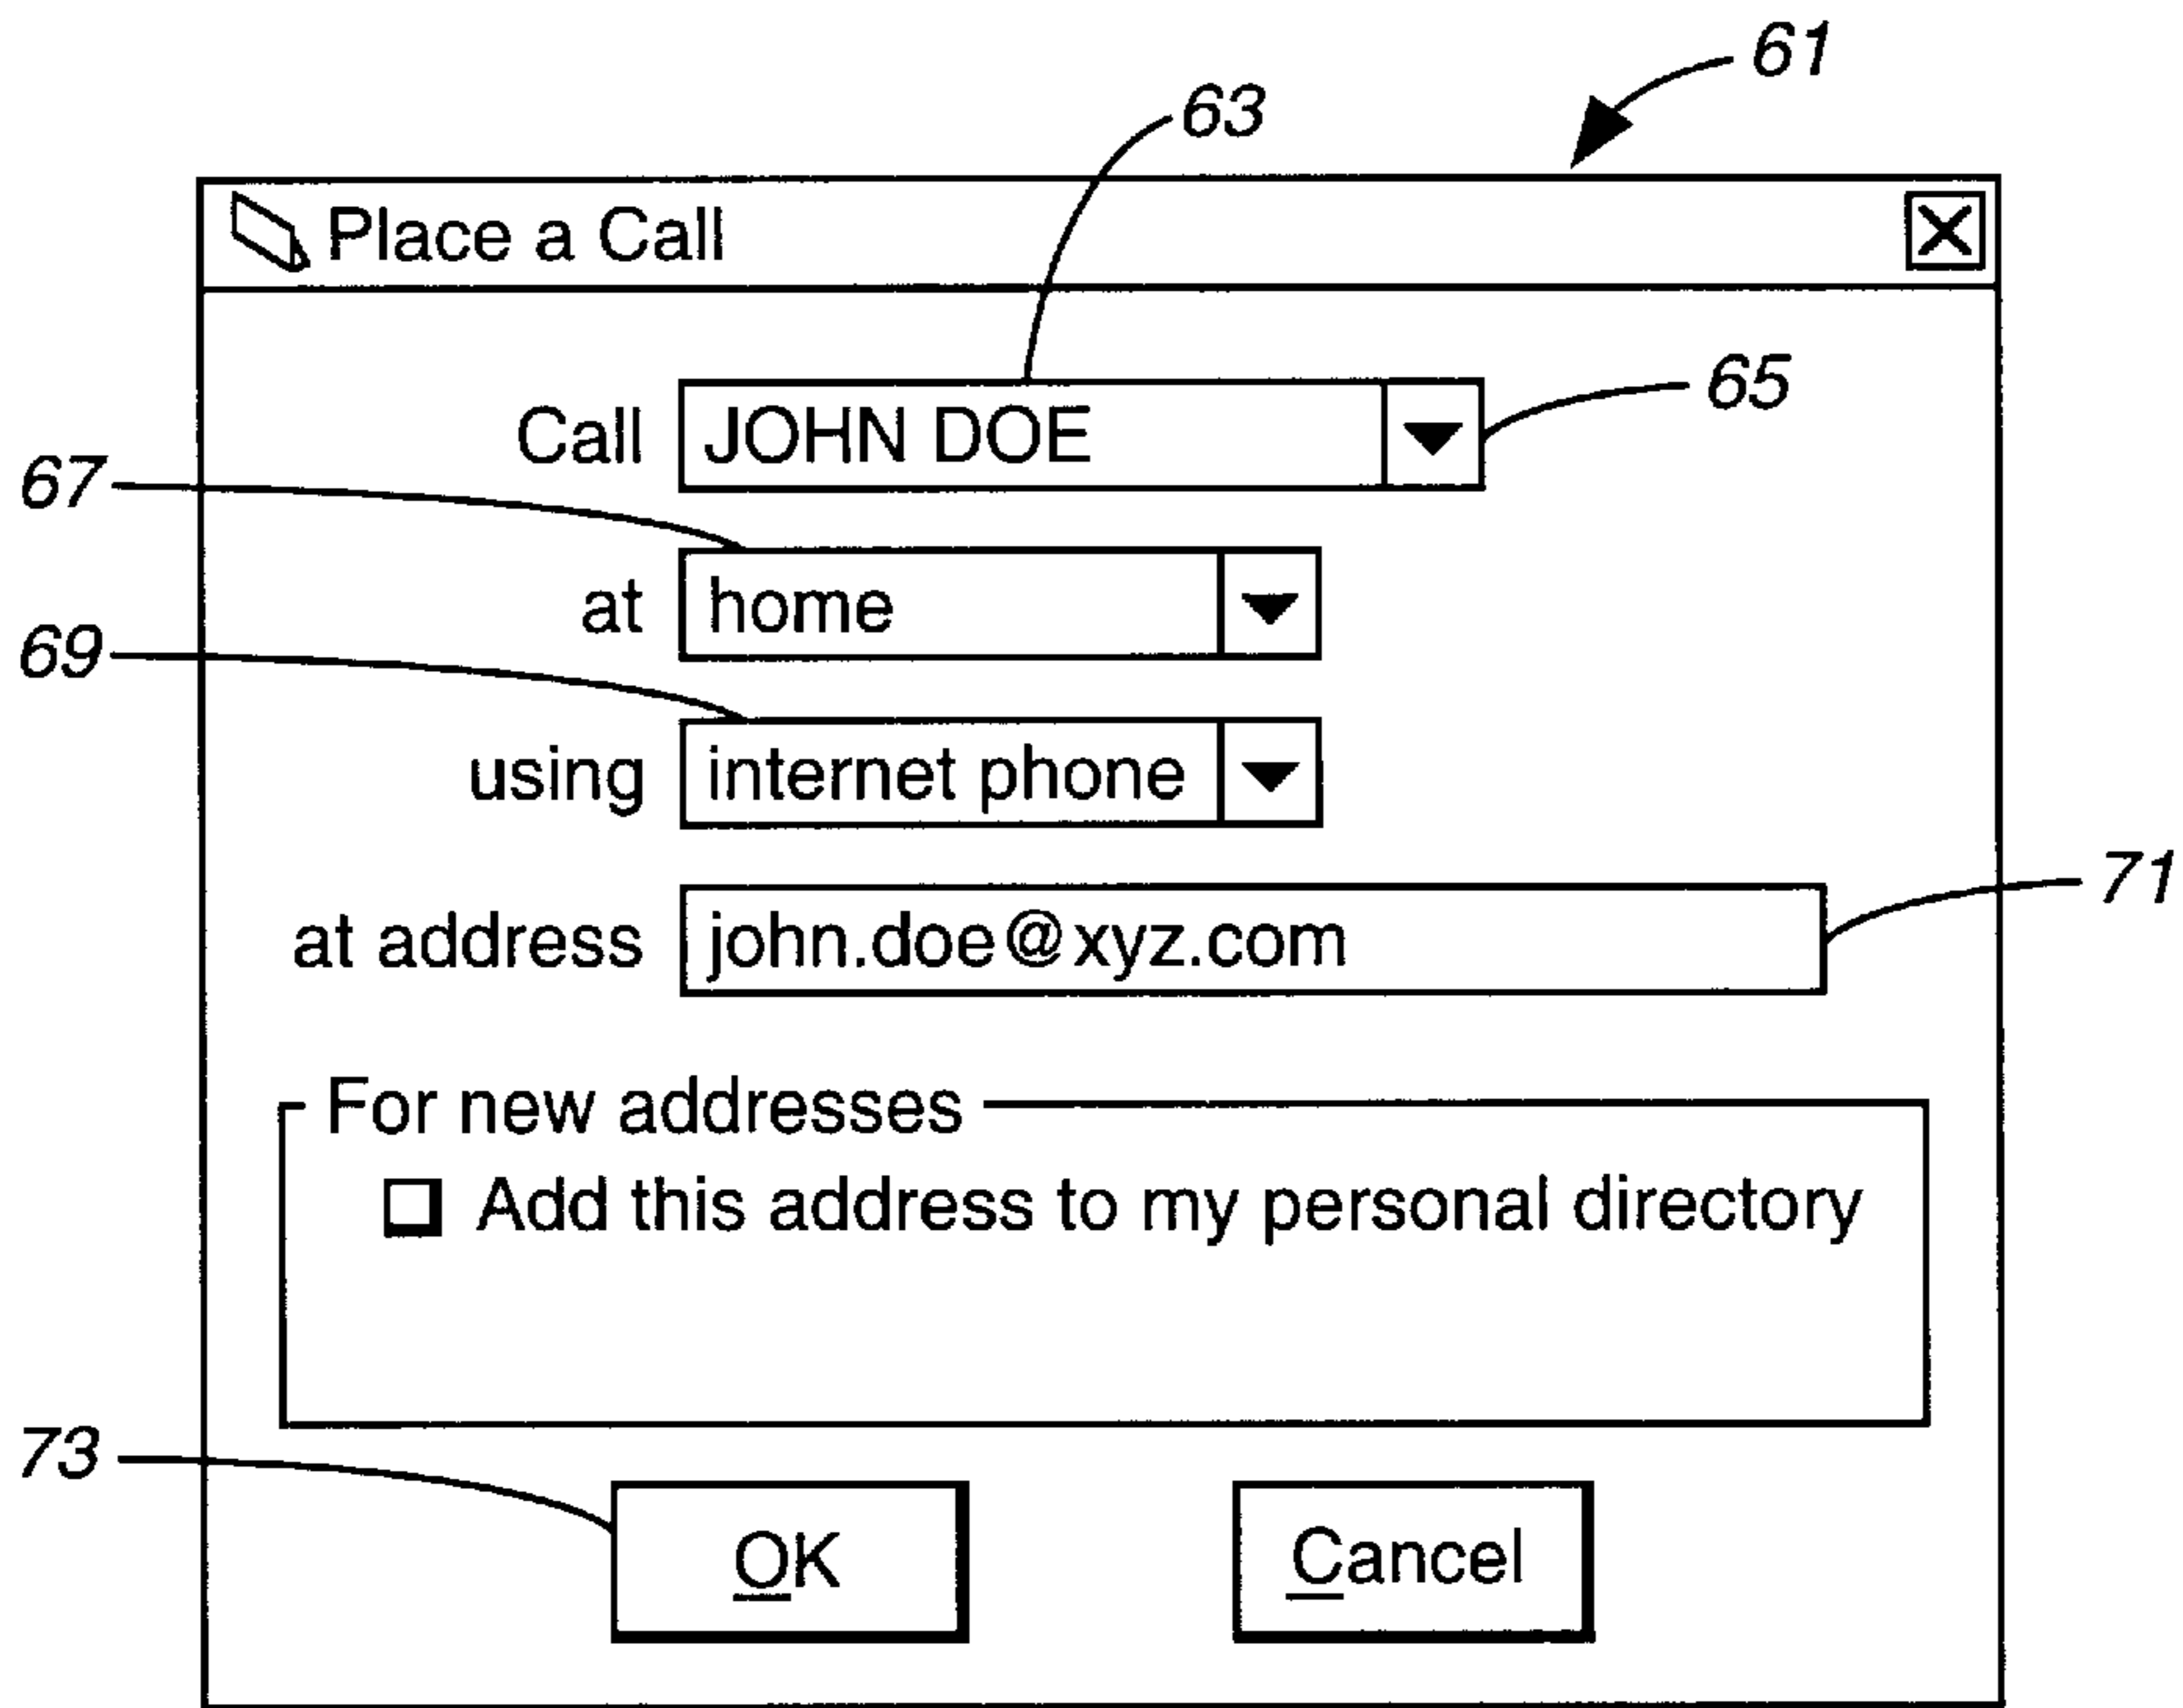 61
63
Place a Call
Call JOHN DOE
65
67
at home
69
using internet phone
71
at address john.doe@xyz.com
For new addresses
Add this address to my personal directory
73
OK Cancel